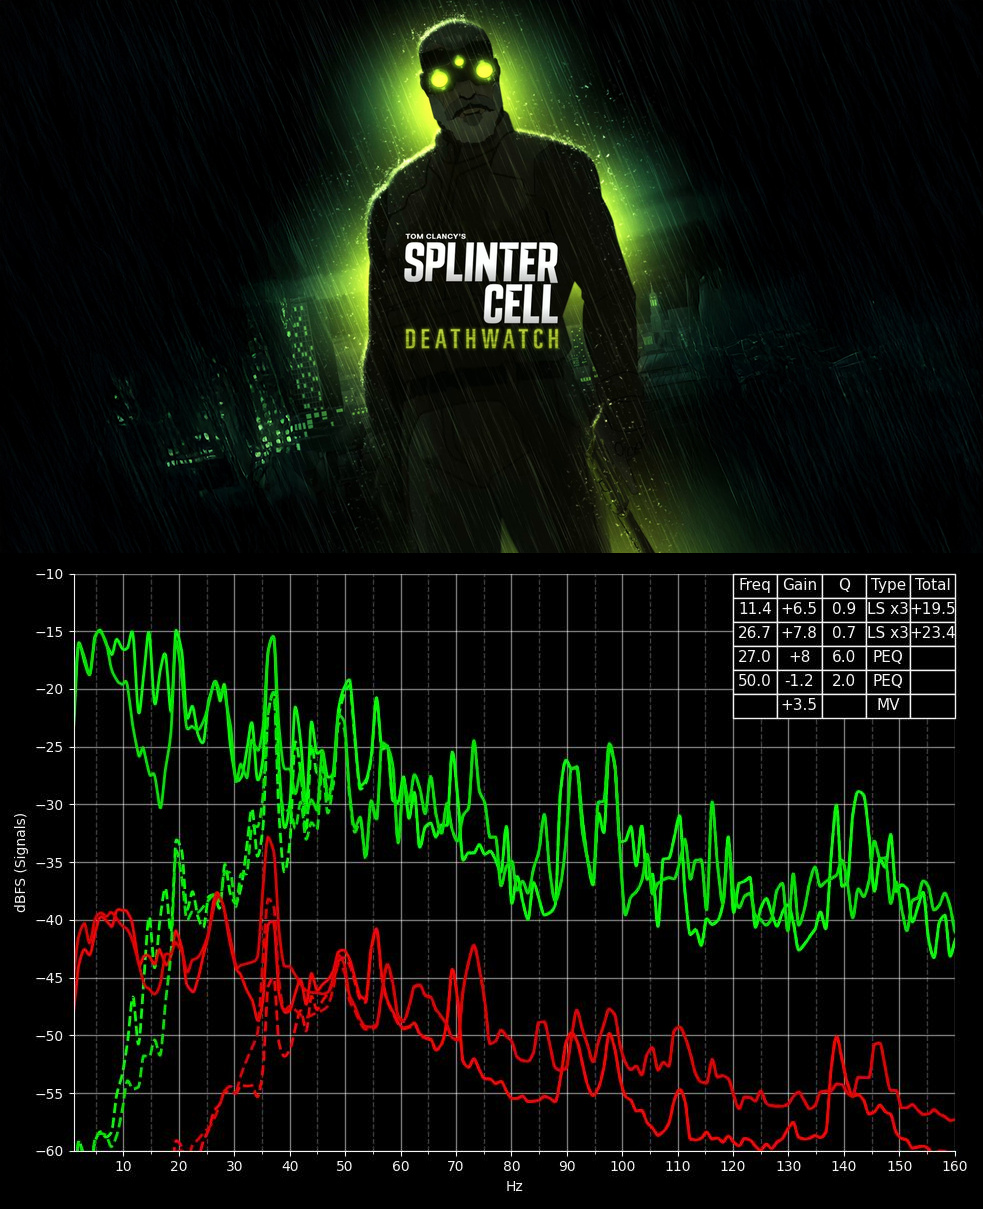 TOM CLANCY'S
SPLINTER
CELL
DEATHWATCH
Freq Gain Q Type Total
11.4 +6.5 0.9 LS x3 +19.5
26.7 +7.8 0.7 LS x3 +23.4
27.0 +8 6.0 PEQ
50.0 -1.2 2.0 PEQ
+3.5 MV
−10
−15
−20
−25
−30
−35
−40
−45
−50
−55
−60
dBFS (Signals)
10 20 30 40 50 60 70 80 90 100 110 120 130 140 150 160
Hz